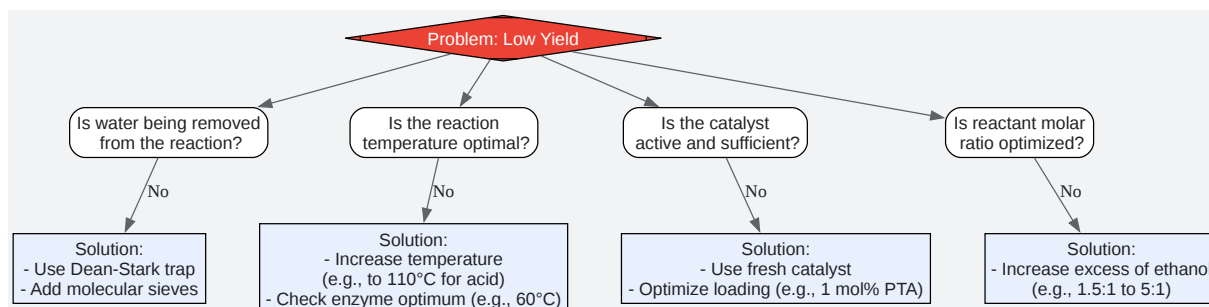 Problem: Low Yield
Is water being removed
from the reaction?
Is the reaction
temperature optimal?
Is the catalyst
active and sufficient?
Is reactant molar
ratio optimized?
No
No
No
No
Solution:
- Use Dean-Stark trap
- Add molecular sieves
Solution:
- Increase temperature
(e.g., to 110°C for acid)
- Check enzyme optimum (e.g., 60°C)
Solution:
- Use fresh catalyst
- Optimize loading (e.g., 1 mol% PTA)
Solution:
- Increase excess of ethanol
(e.g., 1.5:1 to 5:1)